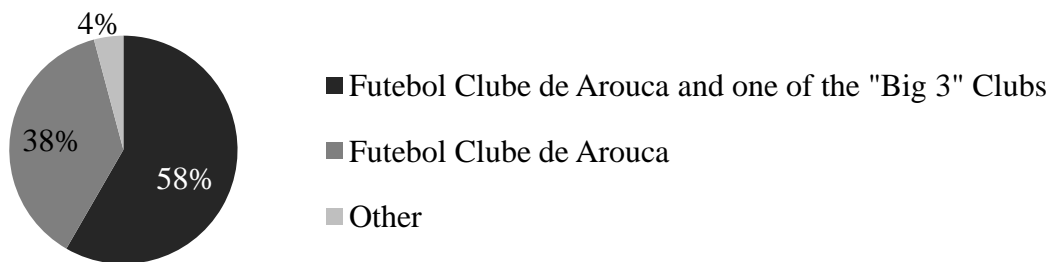 4%
Futebol Clube de Arouca and one of the "Big 3" Clubs
38%
Futebol Clube de Arouca
58%
Other